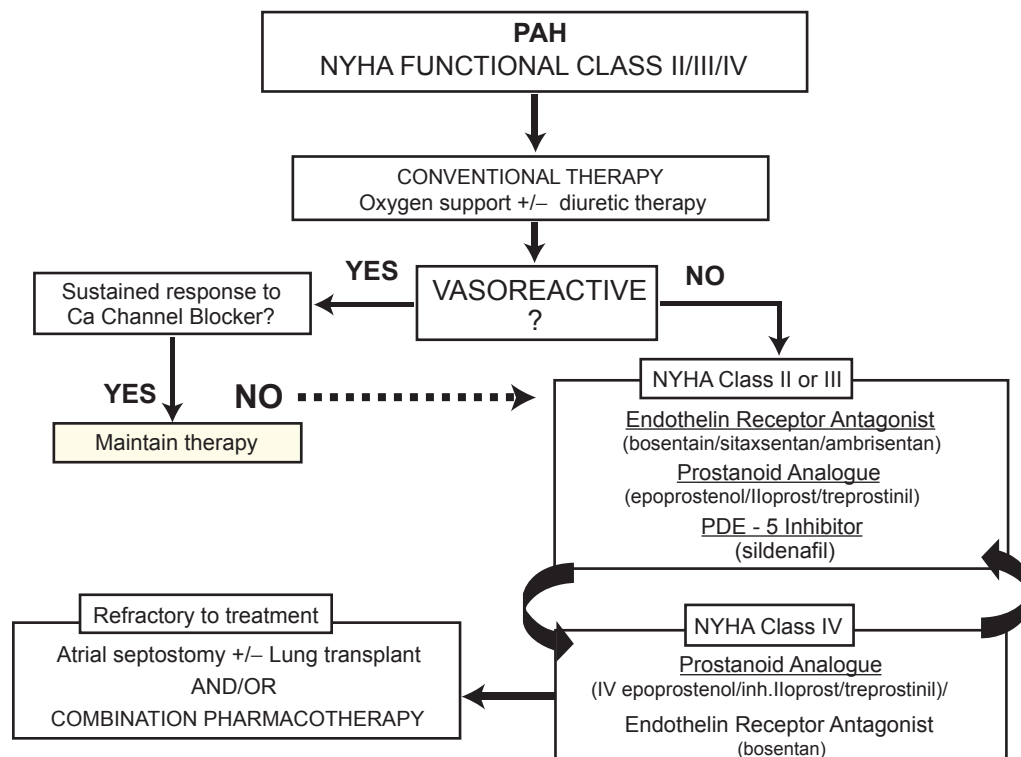 PAH
NYHA FUNCTIONAL CLASS II/III/IV
CONVENTIONAL THERAPY
Oxygen support +/– diuretic therapy
VASOREACTIVE
?
YES
NO
Sustained response to
Ca Channel Blocker?
YES
NO
Maintain therapy
NYHA Class II or III
Endothelin Receptor Antagonist
(bosentain/sitaxsentan/ambrisentan)
Prostanoid Analogue
(epoprostenol/IIoprost/treprostinil)
PDE - 5 Inhibitor
(sildenafil)
NYHA Class IV
Prostanoid Analogue
(IV epoprostenol/inh.IIoprost/treprostinil)/
Endothelin Receptor Antagonist
(bosentan)
Refractory to treatment
Atrial septostomy +/– Lung transplant
AND/OR
COMBINATION PHARMACOTHERAPY